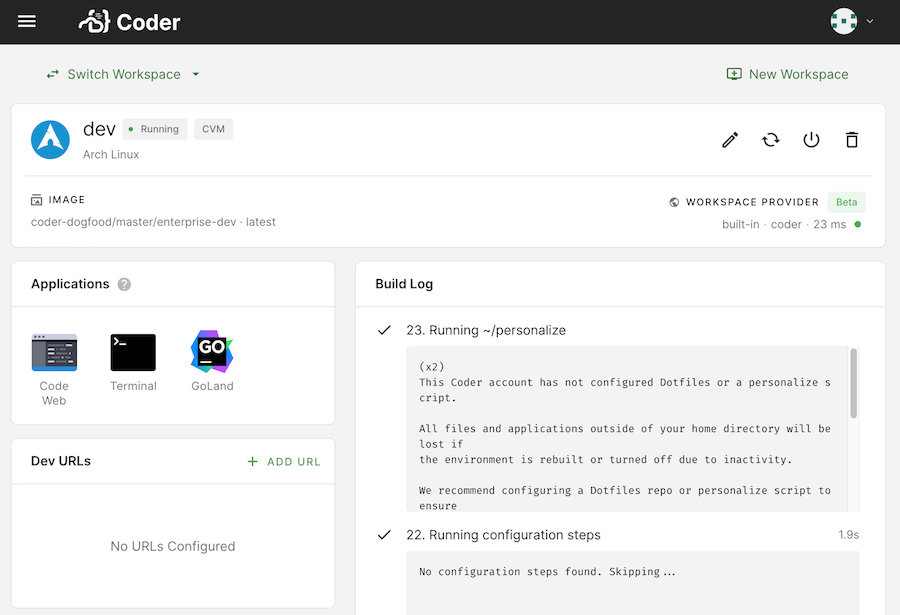 Coder
Switch Workspace
New Workspace
dev
Running
CVM
Arch Linux
IMAGE
coder-dogfood/master/enterprise-dev · latest
WORKSPACE PROVIDER
Beta
built-in · coder · 23 ms
Applications
?
Code
Web
Terminal
GO
GoLand
Dev URLs
+ ADD URL
No URLs Configured
Build Log
23. Running ~/personalize
(x2)
This Coder account has not configured Dotfiles or a personalize s
cript.
All files and applications outside of your home directory will be
lost if
the environment is rebuilt or turned off due to inactivity.
We recommend configuring a Dotfiles repo or personalize script to
ensure
22. Running configuration steps
1.9s
No configuration steps found. Skipping...